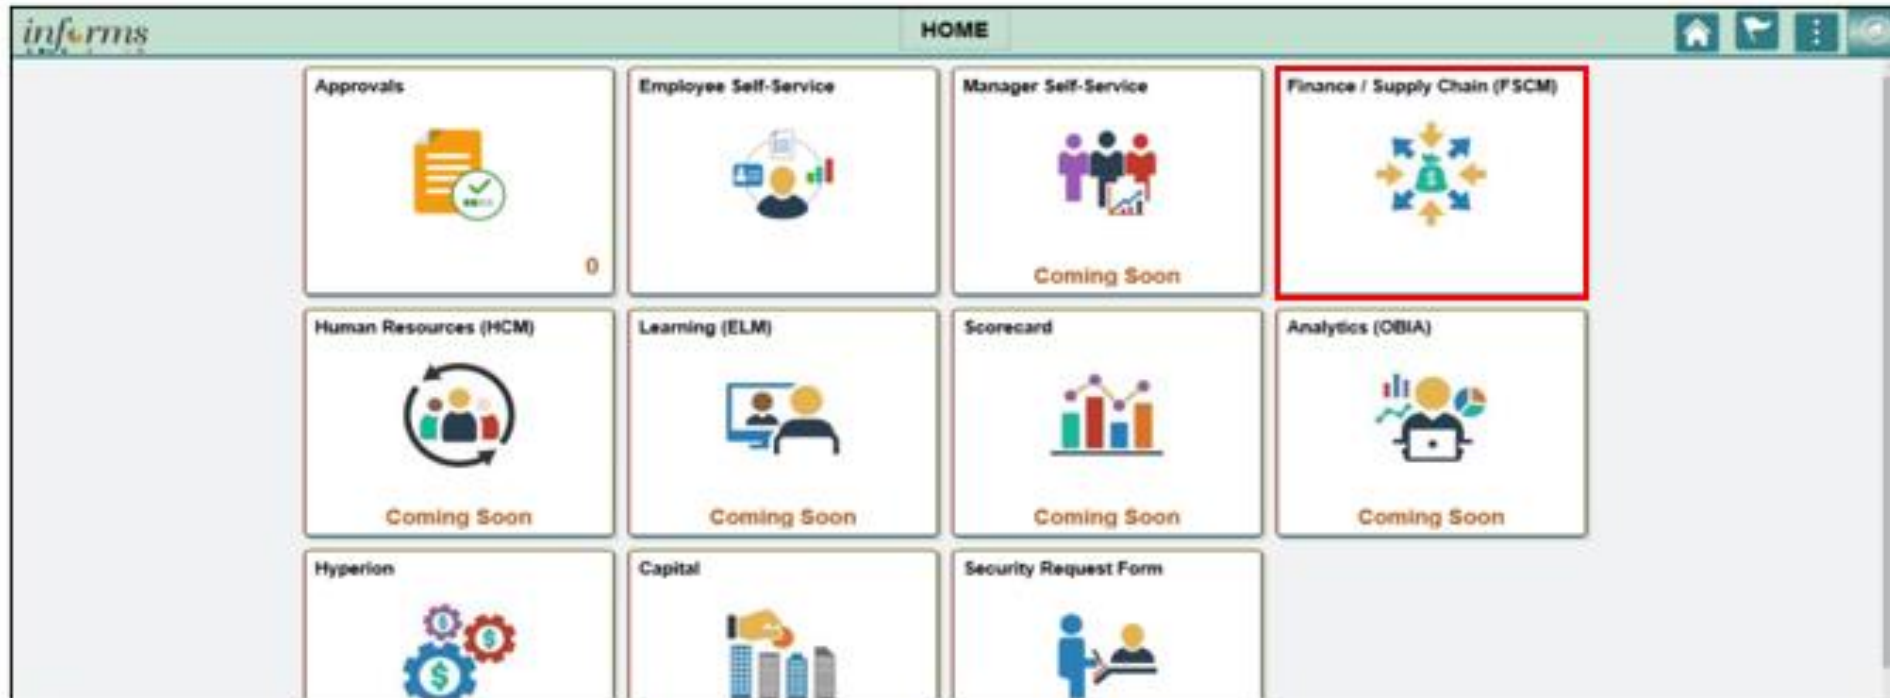 informs
HOME
Approvals
0
Employee Self-Service
Manager Self-Service
Coming Soon
Finance / Supply Chain (FSCM)
Human Resources (HCM)
Coming Soon
Learning (ELM)
Coming Soon
Scorecard
Coming Soon
Analytics (OBIA)
Coming Soon
Hyperion
Capital
Security Request Form